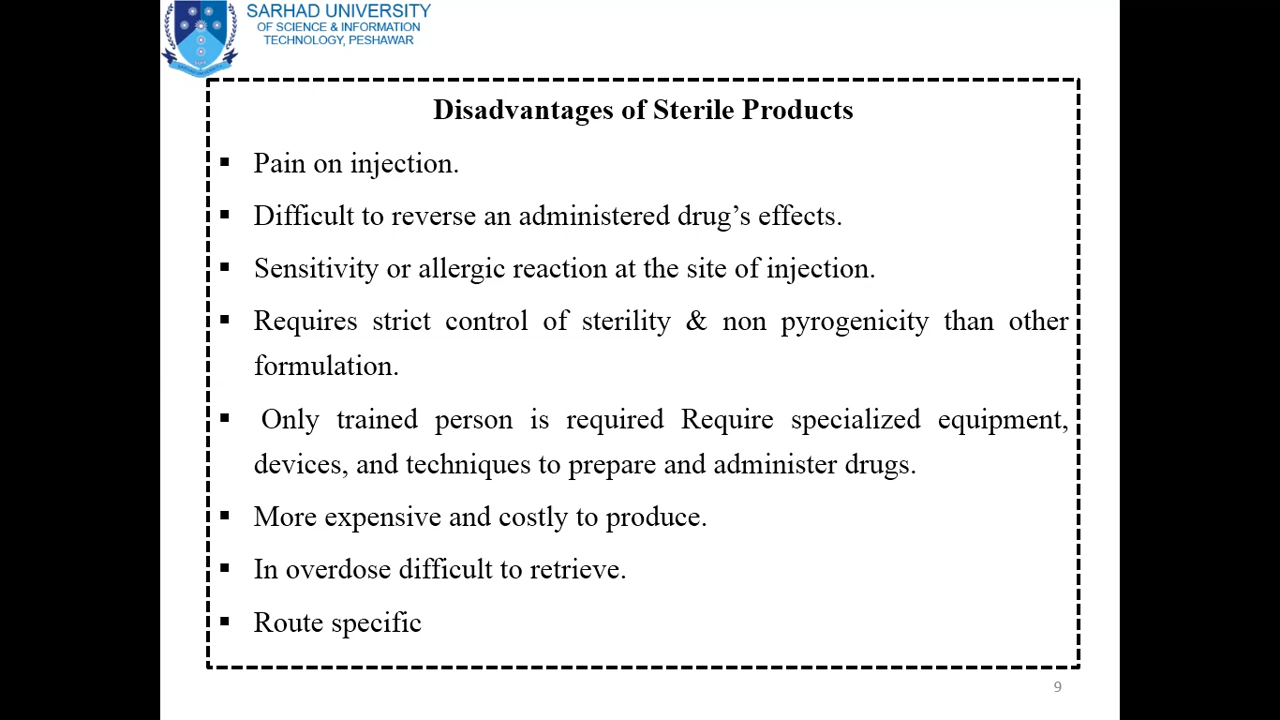 SARHAD UNIVERSITY
OF SCIENCE & INFORMATION
TECHNOLOGY, PESHAWAR
Disadvantages of Sterile Products
▪ Pain on injection.
▪ Difficult to reverse an administered drug’s effects.
▪ Sensitivity or allergic reaction at the site of injection.
▪ Requires strict control of sterility & non pyrogenicity than other
formulation.
▪ Only trained person is required Require specialized equipment,
devices, and techniques to prepare and administer drugs.
▪ More expensive and costly to produce.
▪ In overdose difficult to retrieve.
▪ Route specific
9